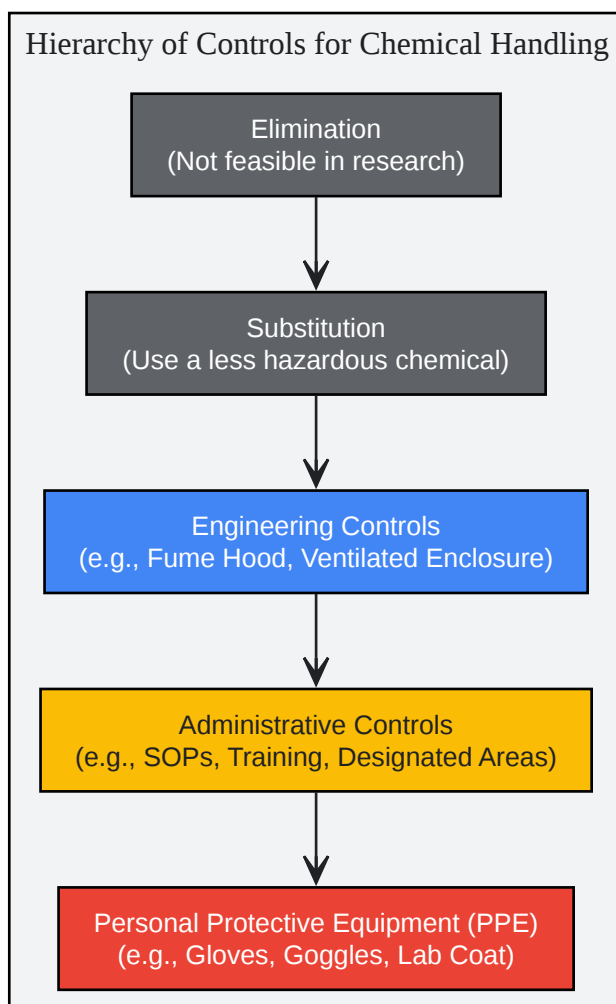 Hierarchy of Controls for Chemical Handling
Elimination
(Not feasible in research)
Substitution
(Use a less hazardous chemical)
Engineering Controls
(e.g., Fume Hood, Ventilated Enclosure)
Administrative Controls
(e.g., SOPs, Training, Designated Areas)
Personal Protective Equipment (PPE)
(e.g., Gloves, Goggles, Lab Coat)